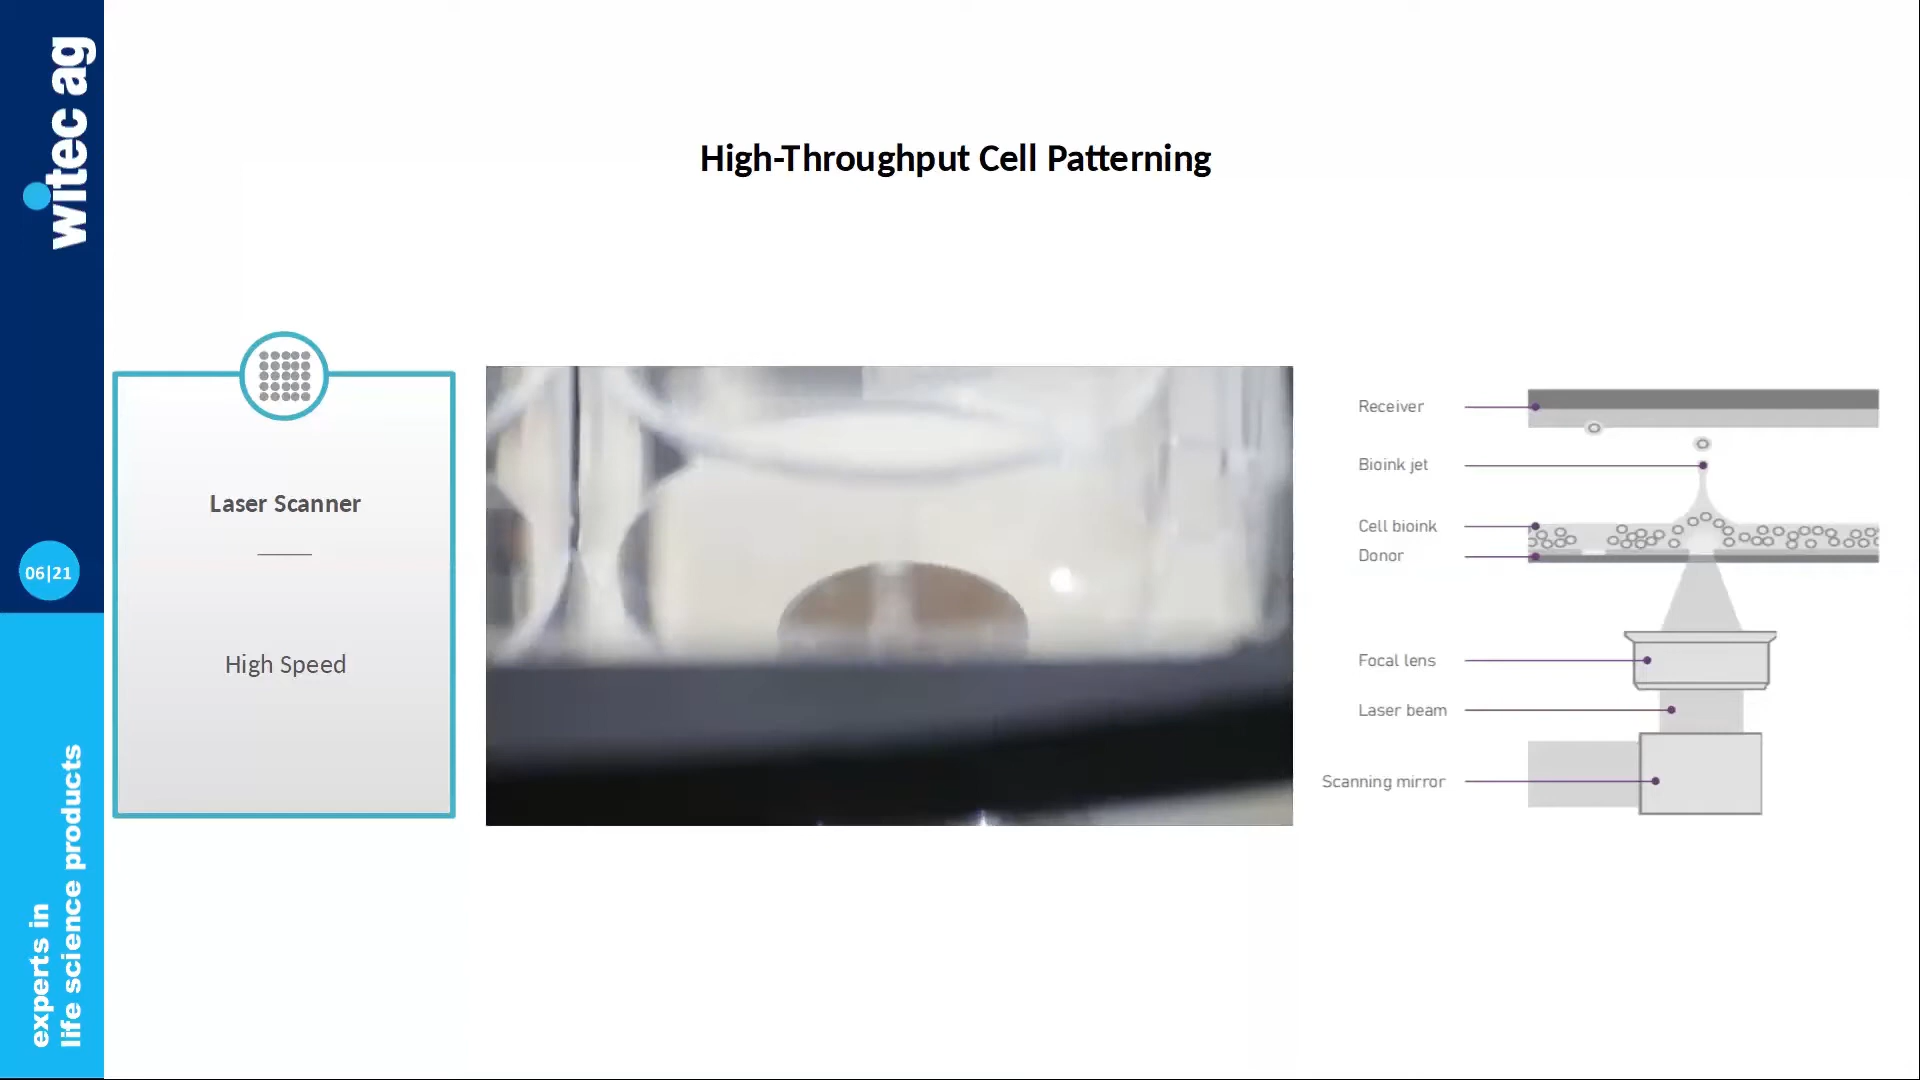 witec ag
06|21
experts in
life science products
High-Throughput Cell Patterning
Laser Scanner
High Speed
Receiver
Bioink jet
Cell bioink
Donor
Focal lens
Laser beam
Scanning mirror